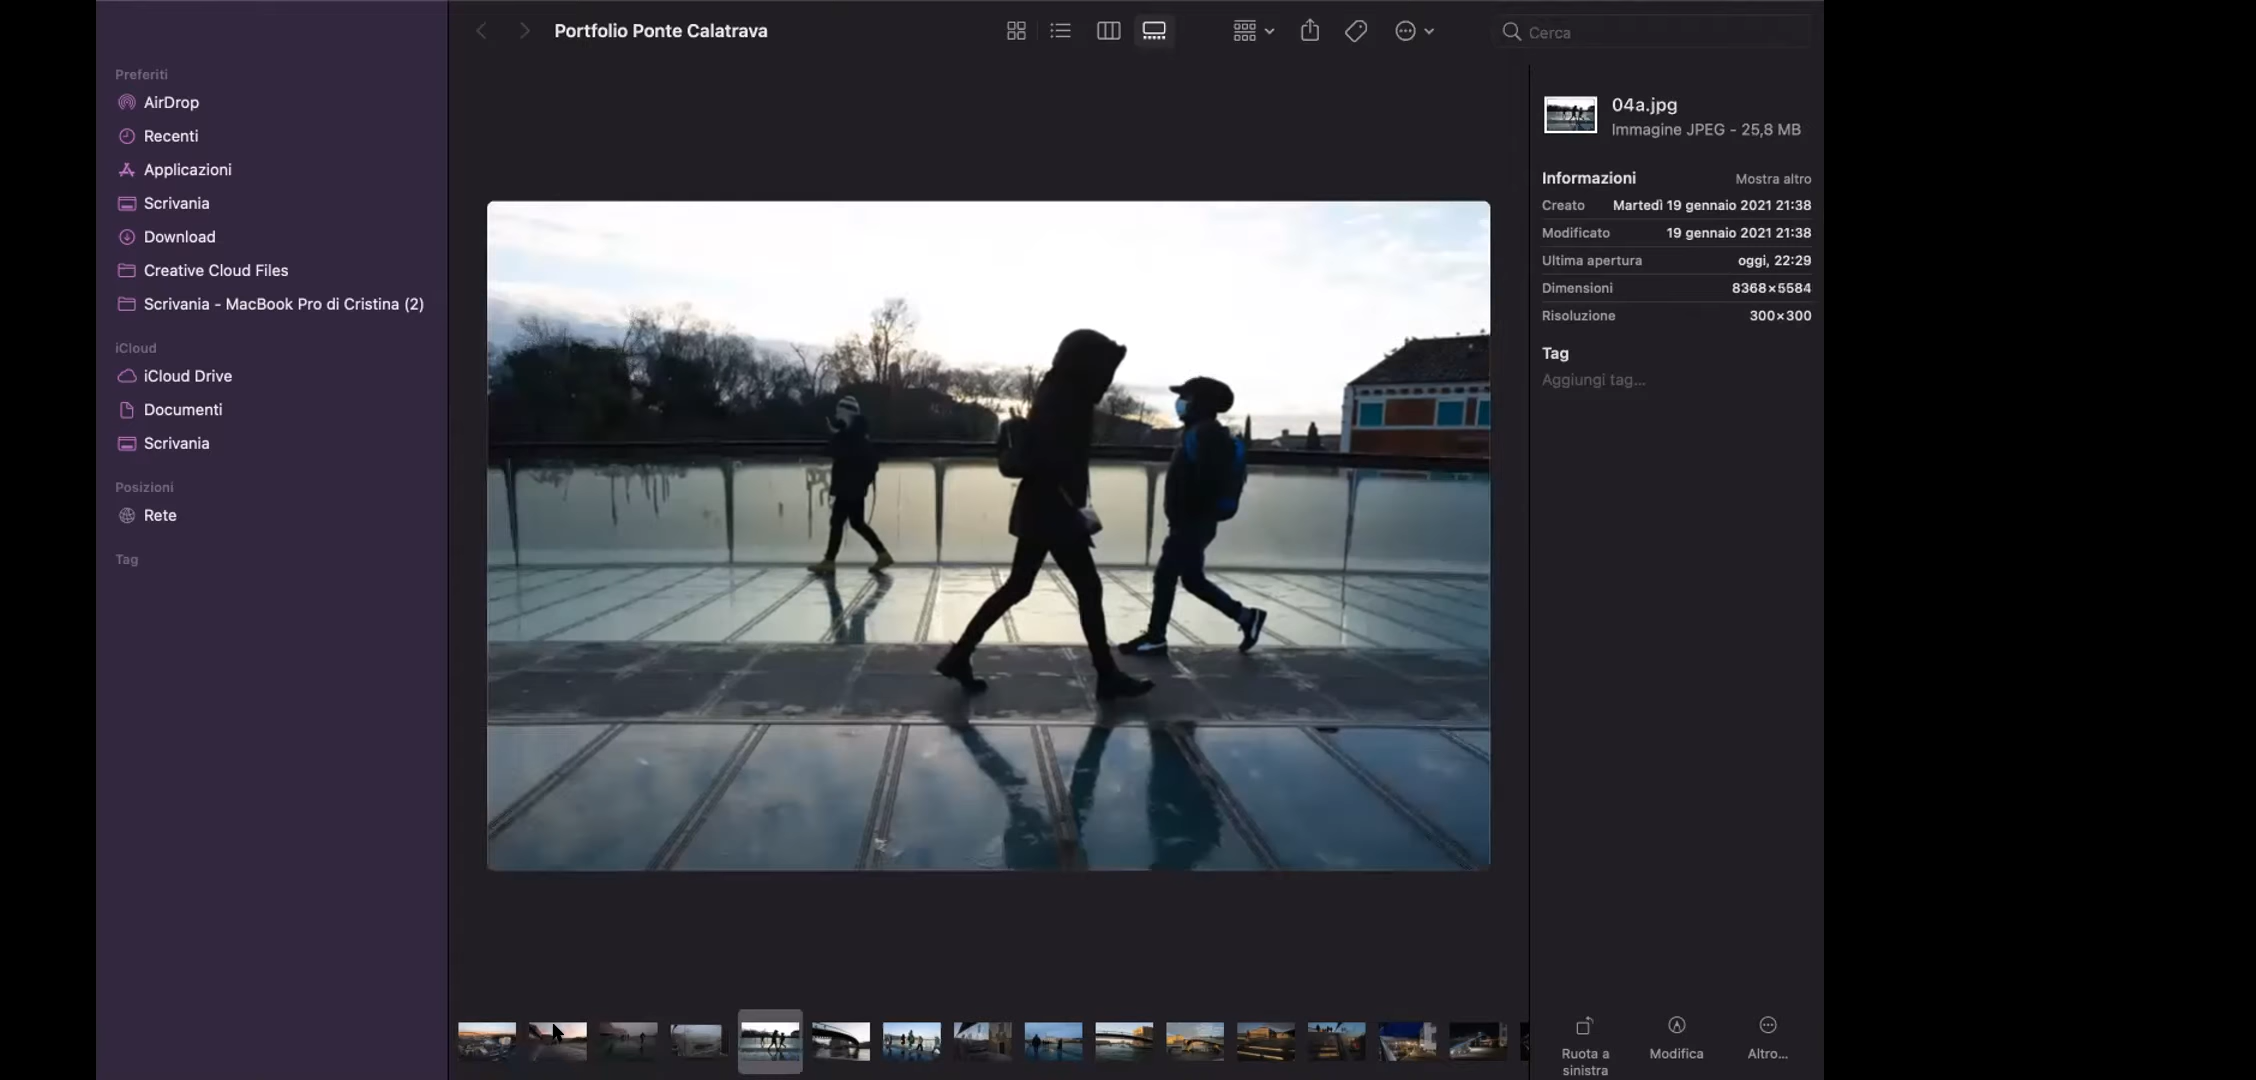 Portfolio Ponte Calatrava
Cerca
Preferiti
AirDrop
Recenti
Applicazioni
Scrivania
Download
Creative Cloud Files
Scrivania - MacBook Pro di Cristina (2)
iCloud
iCloud Drive
Documenti
Scrivania
Posizioni
Rete
Tag
04a.jpg
Immagine JPEG - 25,8 MB
Informazioni Mostra altro
Creato Martedì 19 gennaio 2021 21:38
Modificato 19 gennaio 2021 21:38
Ultima apertura oggi, 22:29
Dimensioni 8368×5584
Risoluzione 300×300
Tag
Aggiungi tag...
Ruota a
sinistra
Modifica
Altro...